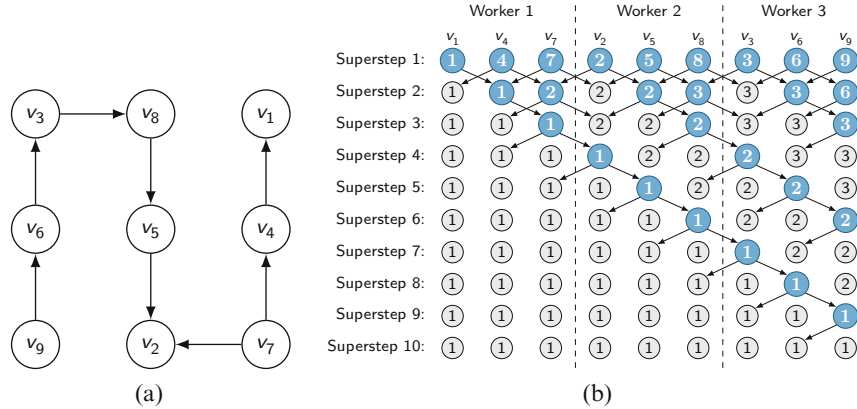 v3 v8 v1
v6 v5 v4
v9 v2 v7
(a)
Worker 1 Worker 2 Worker 3
v1 v4 v7 v2 v5 v8 v3 v6 v9
Superstep 1: 1 4 7 2 5 8 3 6 9
Superstep 2: 1 1 2 2 2 3 3 3 6
Superstep 3: 1 1 1 2 2 2 3 3 3
Superstep 4: 1 1 1 1 2 2 2 3 3
Superstep 5: 1 1 1 1 1 2 2 2 3
Superstep 6: 1 1 1 1 1 1 2 2 2
Superstep 7: 1 1 1 1 1 1 1 2 2
Superstep 8: 1 1 1 1 1 1 1 1 2
Superstep 9: 1 1 1 1 1 1 1 1 1
Superstep 10: 1 1 1 1 1 1 1 1 1
(b)